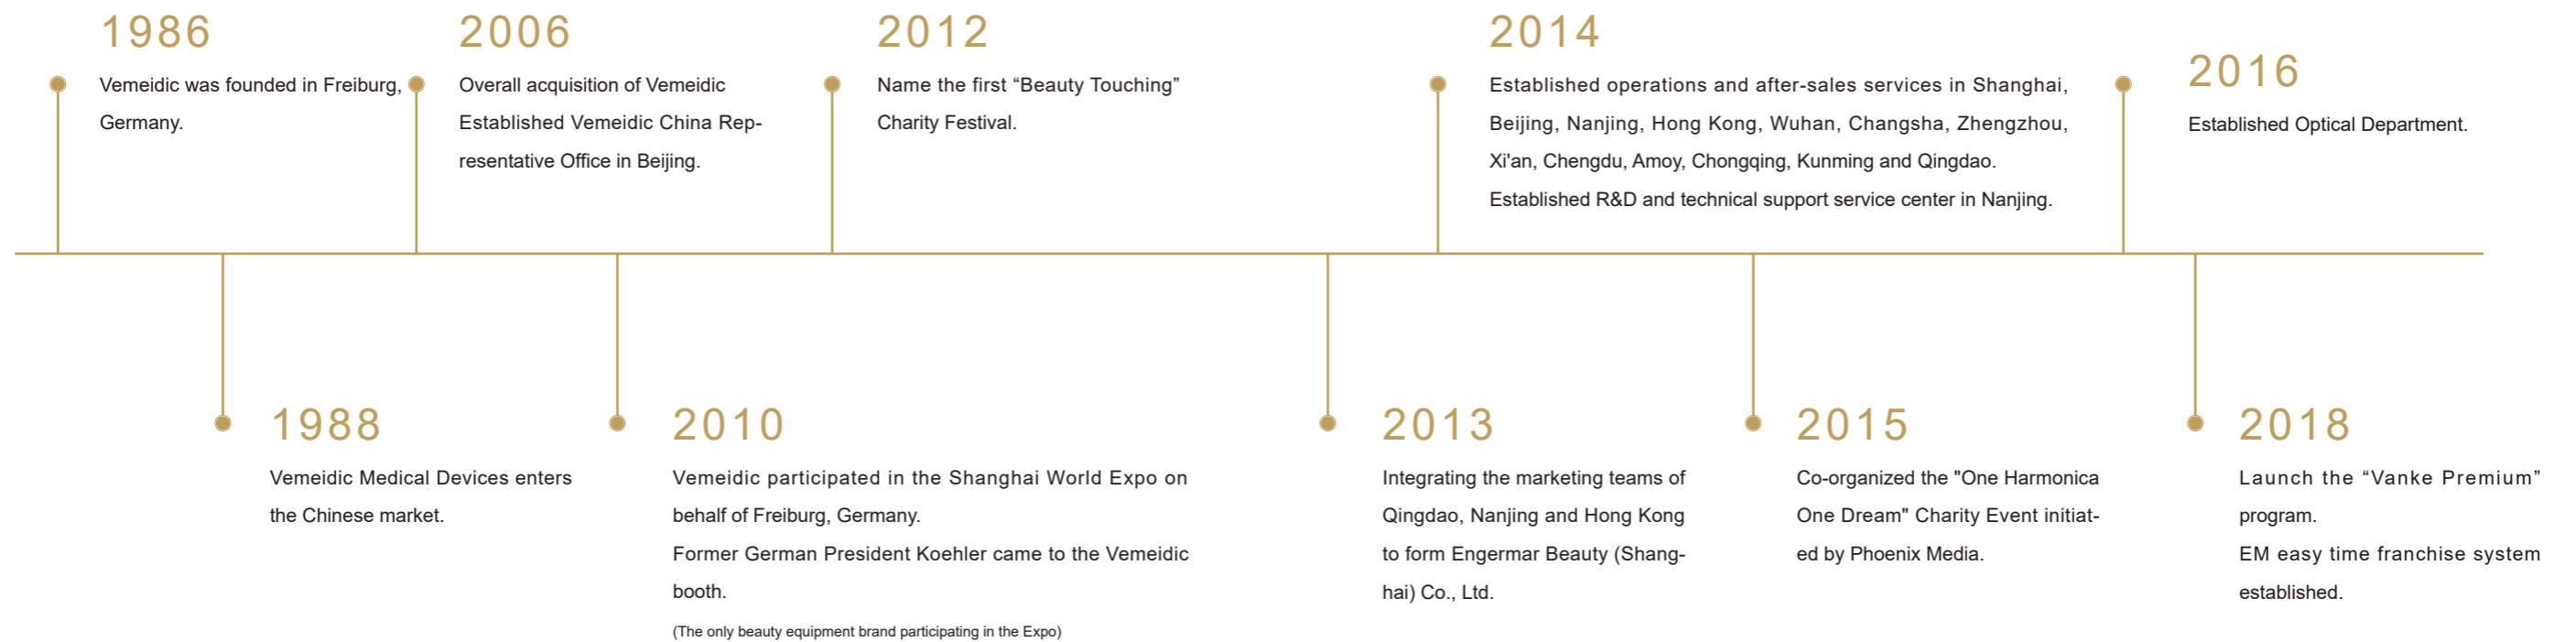 1986
Vemeidic was founded in Freiburg,
Germany.
2006
Overall acquisition of Vemeidic
Established Vemeidic China Rep-
resentative Office in Beijing.
2012
Name the first “Beauty Touching”
Charity Festival.
2014
Established operations and after-sales services in Shanghai,
Beijing, Nanjing, Hong Kong, Wuhan, Changsha, Zhengzhou,
Xi'an, Chengdu, Amoy, Chongqing, Kunming and Qingdao.
Established R&D and technical support service center in Nanjing.
2016
Established Optical Department.
1988
Vemeidic Medical Devices enters
the Chinese market.
2010
Vemeidic participated in the Shanghai World Expo on
behalf of Freiburg, Germany.
Former German President Koehler came to the Vemeidic
booth.
(The only beauty equipment brand participating in the Expo)
2013
Integrating the marketing teams of
Qingdao, Nanjing and Hong Kong
to form Engermar Beauty (Shang-
hai) Co., Ltd.
2015
Co-organized the "One Harmonica
One Dream" Charity Event initiat-
ed by Phoenix Media.
2018
Launch the “Vanke Premium”
program.
EM easy time franchise system
established.